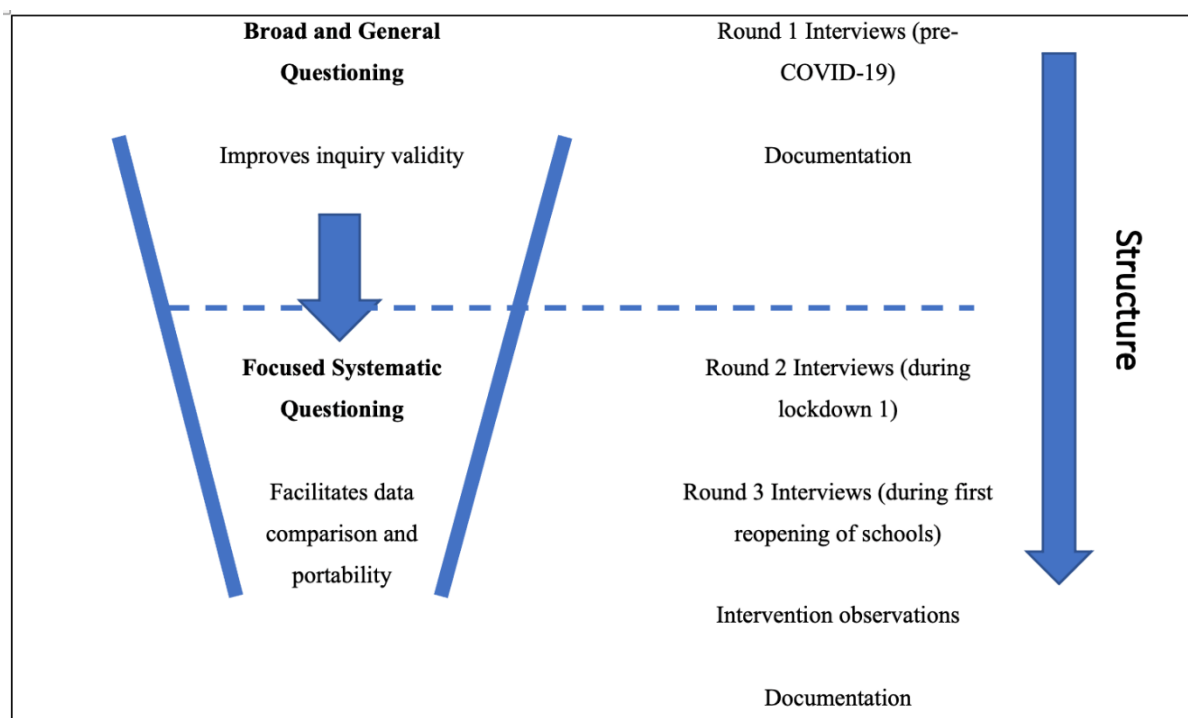 Broad and General
Questioning
Improves inquiry validity
Focused Systematic
Questioning
Facilitates data
comparison and
portability
Round 1 Interviews (pre-
COVID-19)
Documentation
Round 2 Interviews (during
lockdown 1)
Round 3 Interviews (during first
reopening of schools)
Intervention observations
Documentation
Structure